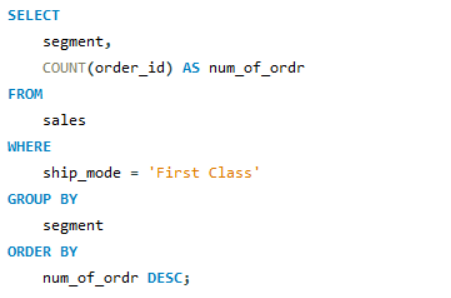 SELECT
segment,
COUNT(order_id) AS num_of_ordr
FROM
sales
WHERE
ship_mode = 'First Class'
GROUP BY
segment
ORDER BY
num_of_ordr DESC;